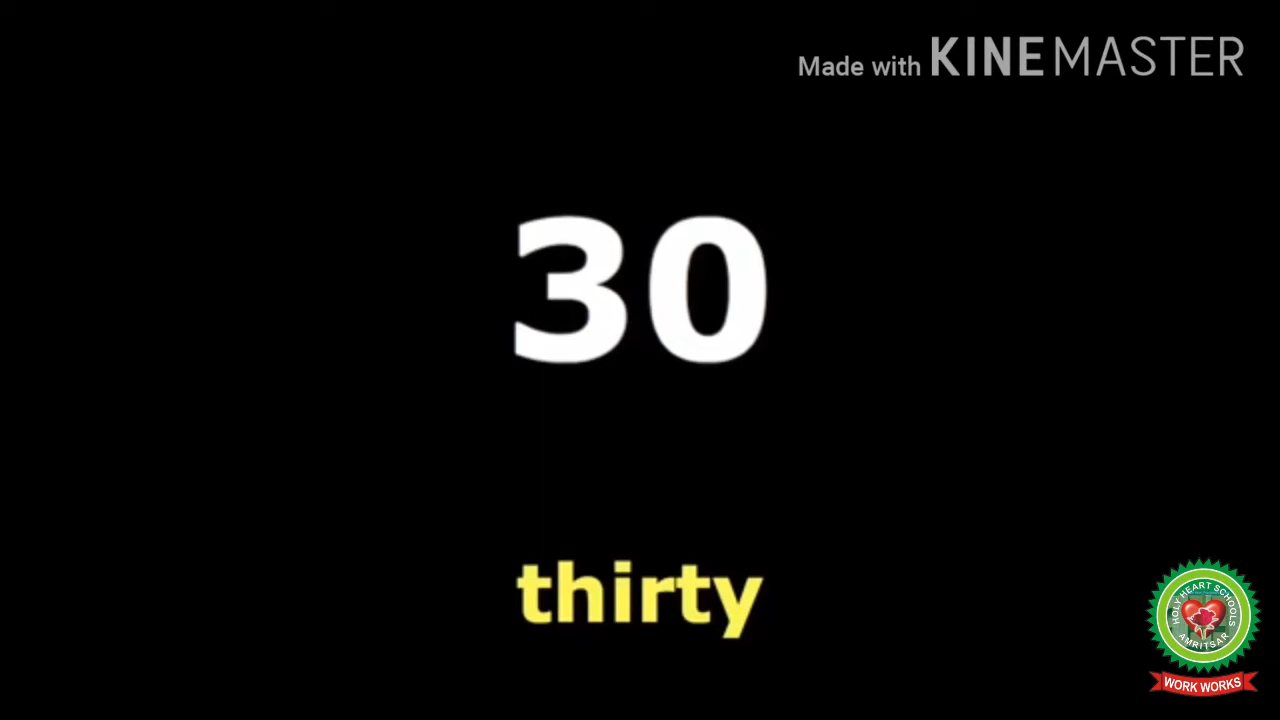 Made with KINEMASTER
30
thirty
HOLY HEART SCHOOLS
AMRITSAR
WORK WORKS